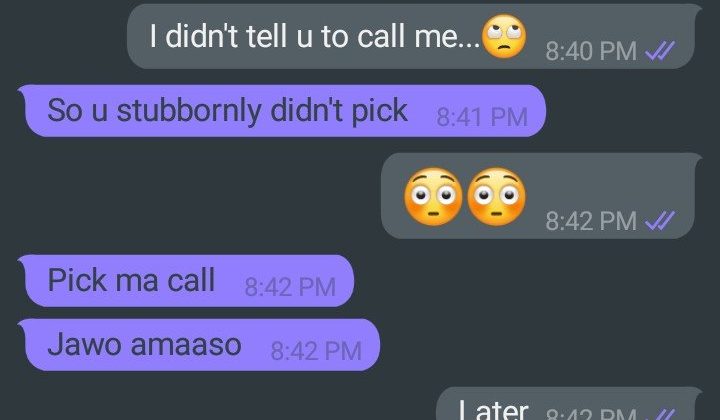 I didn't tell u to call me...🙄 8:40 PM
So u stubbornly didn't pick 8:41 PM
😳😳 8:42 PM
Pick ma call 8:42 PM
Jawo amaaso 8:42 PM
Later 8:42 PM